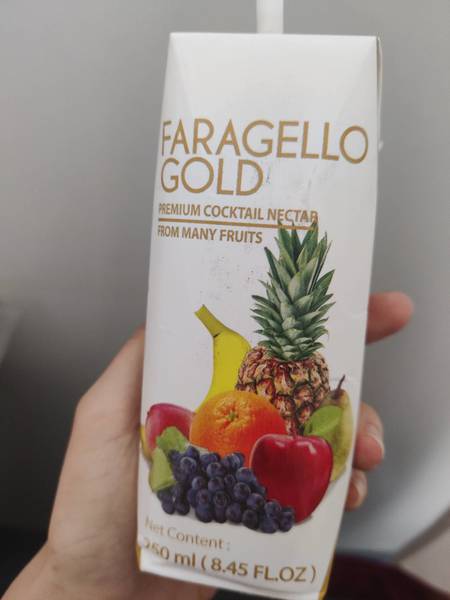 FARAGELLO
GOLD
PREMIUM COCKTAIL NECTAR
FROM MANY FRUITS
Net Content :
250 ml ( 8.45 FL.OZ )